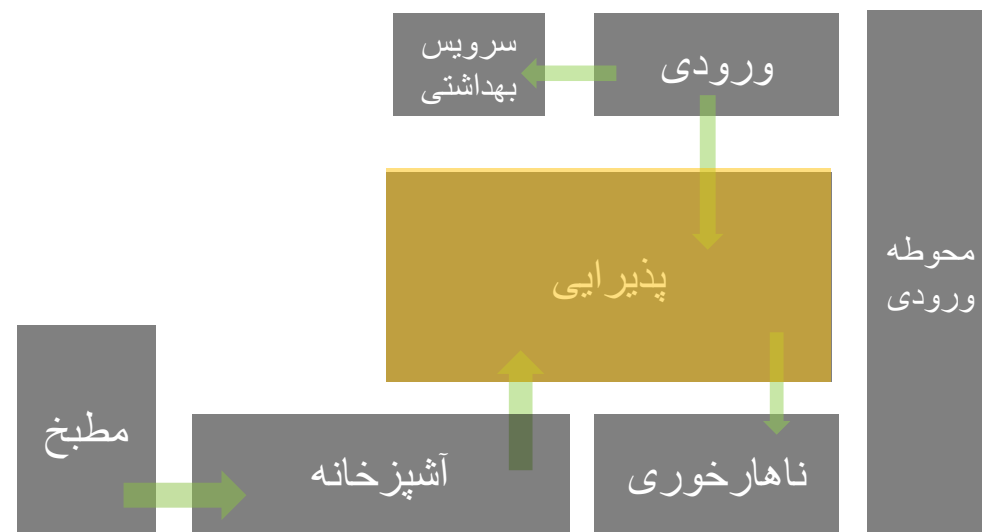 ورودی
سرویس
بهداشتی
محوطه
ورودی
پذیرایی
مطبخ
آشپزخانه
ناهارخوری